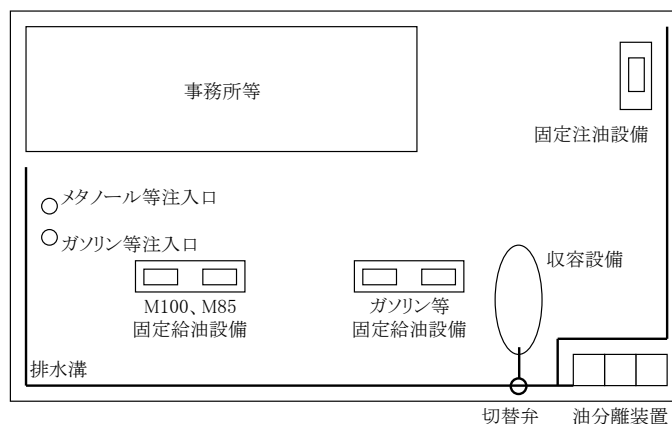 事務所等
固定注油設備
メタノール等注入口
ガソリン等注入口
収容設備
M100、M85
固定給油設備
ガソリン等
固定給油設備
排水溝
切替弁
油分離装置